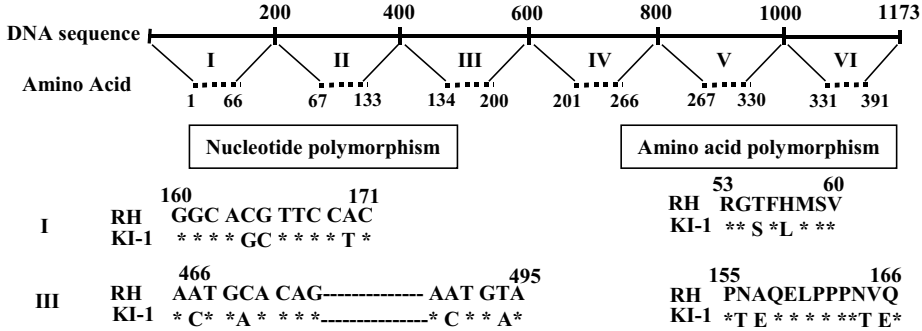 200 400 600 800 1000 1173
DNA sequence
I II III IV V VI
Amino Acid
1 66 67 133 134 200 201 266 267 330 331 391
Nucleotide polymorphism Amino acid polymorphism
160 171 53 60
I RH GGC ACG TTC CAC RH RGTFHMSV
KI-1 * * * * GC * * * * T * KI-1 ** S *L * **
466 495 155 166
III RH AAT GCA CAG--------------- AAT GTA RH PNAQELPPPNVQ
KI-1 * C* *A* * * *---------------- * C * * A* KI-1 *T E * * * * * **T E*